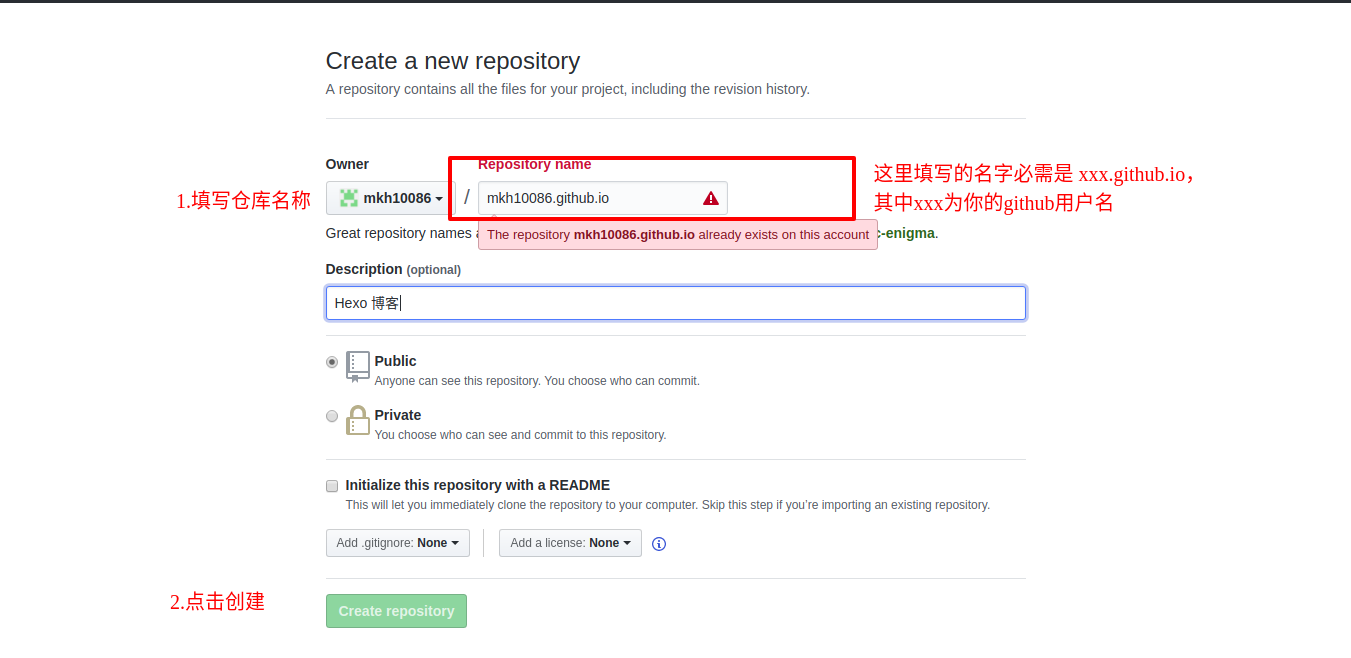 Create a new repository
A repository contains all the files for your project, including the revision history.
Owner
Repository name
1.填写仓库名称
mkh10086 / mkh10086.github.io
这里填写的名字必需是 xxx.github.io，
其中xxx为你的github用户名
Great repository names
The repository mkh10086.github.io already exists on this account
-enigma.
Description (optional)
Hexo 博客
Public
Anyone can see this repository. You choose who can commit.
Private
You choose who can see and commit to this repository.
Initialize this repository with a README
This will let you immediately clone the repository to your computer. Skip this step if you’re importing an existing repository.
Add .gitignore: None
Add a license: None
2.点击创建
Create repository